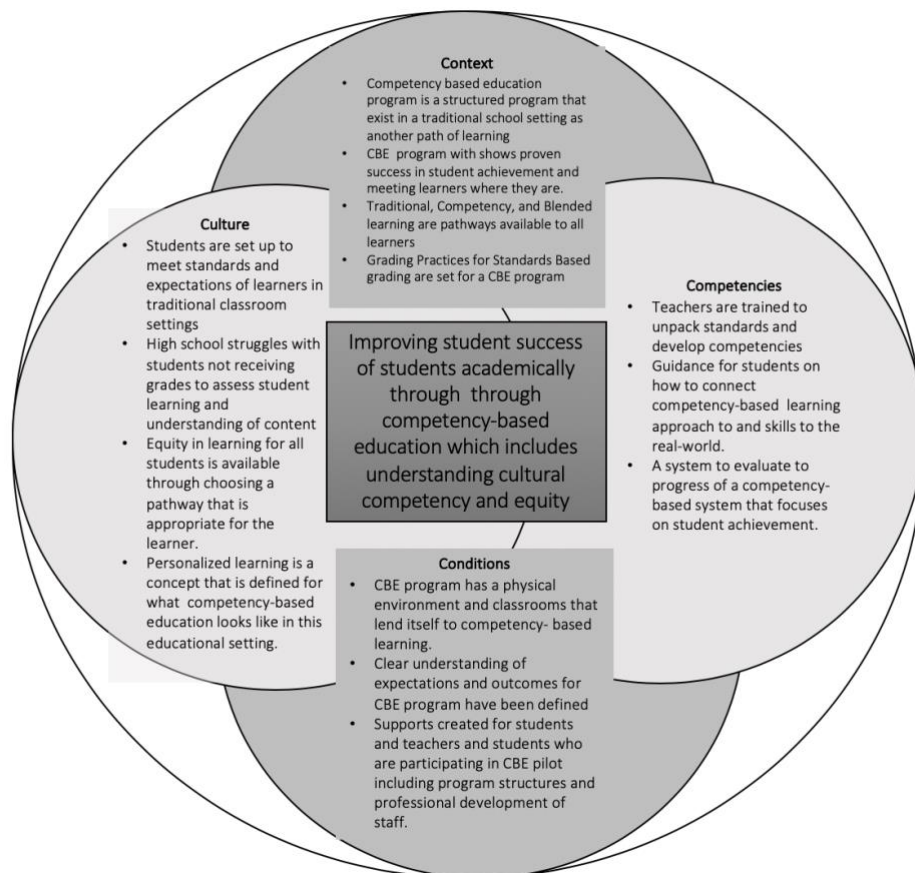 Context
• Competency based education
program is a structured program that
exist in a traditional school setting as
another path of learning
• CBE program with shows proven
success in student achievement and
meeting learners where they are.
• Traditional, Competency, and Blended
learning are pathways available to all
learners
• Grading Practices for Standards Based
grading are set for a CBE program
Culture
• Students are set up to
meet standards and
expectations of learners in
traditional classroom
settings
• High school struggles with
students not receiving
grades to assess student
learning and
understanding of content
• Equity in learning for all
students is available
through choosing a
pathway that is
appropriate for the
learner.
• Personalized learning is a
concept that is defined for
what competency-based
education looks like in this
educational setting.
Improving student success
of students academically
through through
competency-based
education which includes
understanding cultural
competency and equity
Competencies
• Teachers are trained to
unpack standards and
develop competencies
• Guidance for students on
how to connect
competency-based learning
approach to and skills to the
real-world.
• A system to evaluate to
progress of a competency-
based system that focuses
on student achievement.
Conditions
• CBE program has a physical
environment and classrooms that
lend itself to competency- based
learning.
• Clear understanding of
expectations and outcomes for
CBE program have been defined
• Supports created for students
and teachers and students who
are participating in CBE pilot
including program structures and
professional development of
staff.